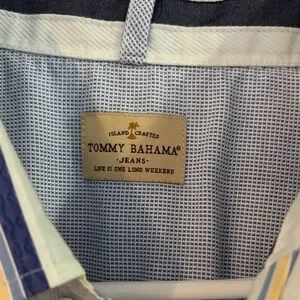 ISLAND CRAFTED
TOMMY BAHAMA®
·JEANS·
LIFE IS ONE LONG WEEKEND